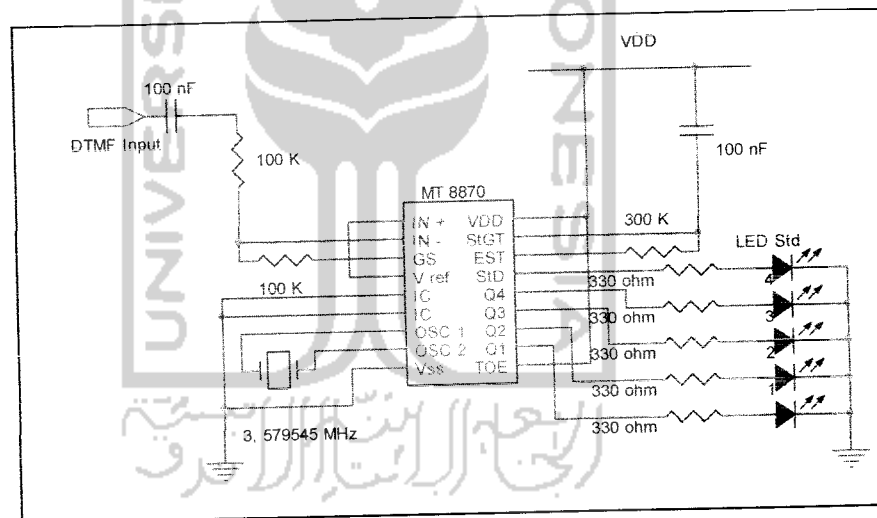 VDD
100 nF
DTMF Input
100 K
100 nF
MT 8870
300 K
IN + VDD
IN - StGT
GS EST
V ref StD
IC Q4
IC Q3
OSC 1 Q2
OSC 2 Q1
Vss TOE
100 K
3, 579545 MHz
LED Std
330 ohm
4
3
330 ohm
2
330 ohm
1
330 ohm
UNIVERSI
ONESIA